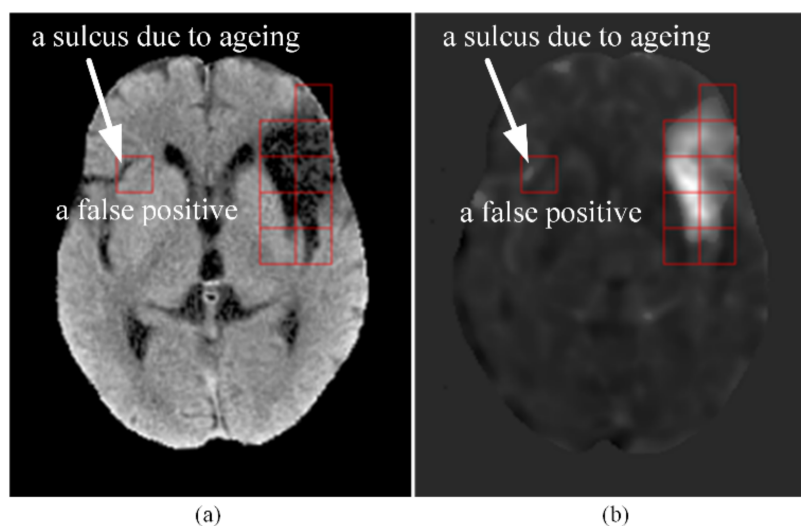 a sulcus due to ageing
a false positive
(a)
a sulcus due to ageing
a false positive
(b)